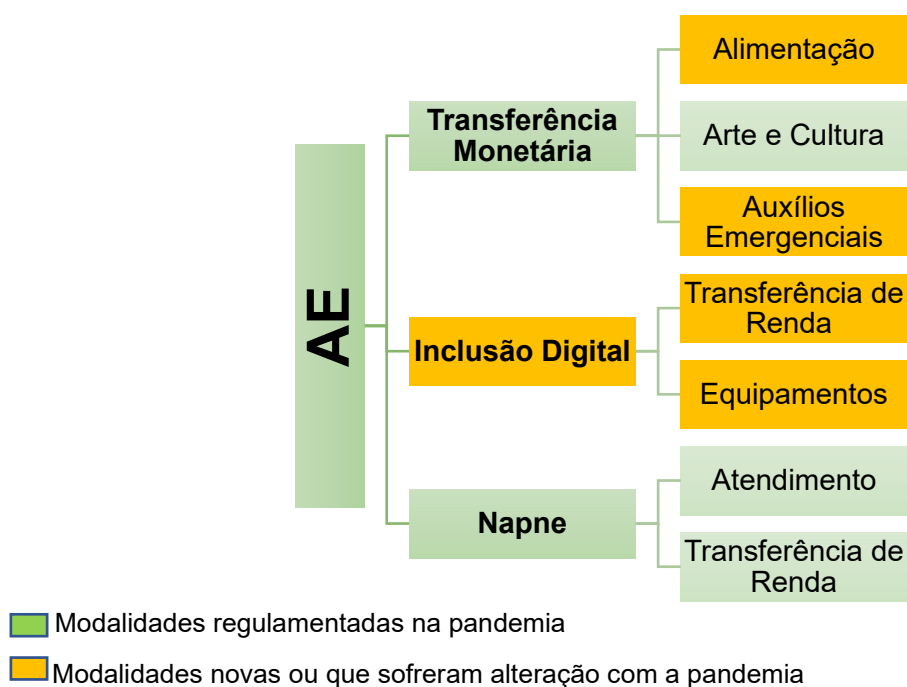 AE
Transferência
Monetária
Alimentação
Arte e Cultura
Auxílios
Emergenciais
Inclusão Digital
Transferência de
Renda
Equipamentos
Napne
Atendimento
Transferência de
Renda
Modalidades regulamentadas na pandemia
Modalidades novas ou que sofreram alteração com a pandemia